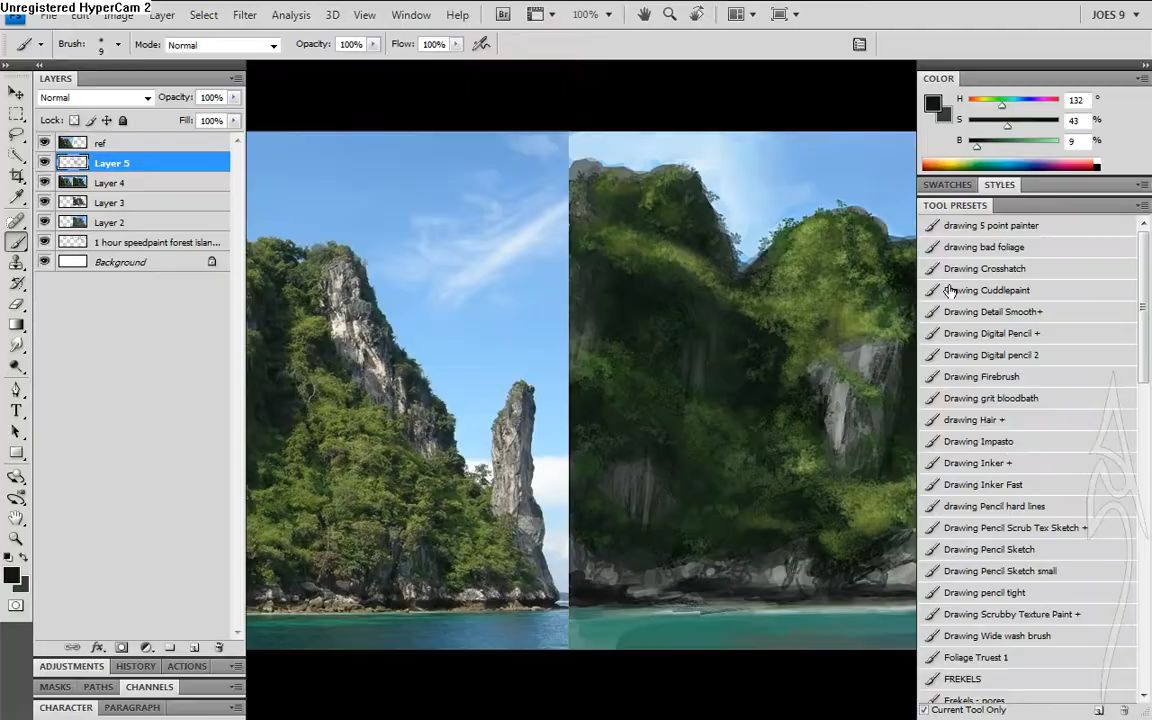 Unregistered HyperCam 2
Layer Select Filter Analysis 3D View Window Help Br 100% JOES 9
Brush: 9 Mode: Normal Opacity: 100% Flow: 100%
LAYERS
Normal Opacity: 100%
Lock: Fill: 100%
ref
Layer 5
Layer 4
Layer 3
Layer 2
1 hour speedpaint forest islan...
Background
ADJUSTMENTS HISTORY ACTIONS
MASKS PATHS CHANNELS
CHARACTER PARAGRAPH
COLOR
H 132 °
S 43 %
B 9 %
SWATCHES STYLES
TOOL PRESETS
drawing 5 point painter
drawing bad foliage
Drawing Crosshatch
Drawing Cuddlepaint
Drawing Detail Smooth+
Drawing Digital Pencil +
Drawing Digital pencil 2
Drawing Firebrush
Drawing grit bloodbath
drawing Hair +
Drawing Impasto
Drawing Inker +
Drawing Inker Fast
drawing Pencil hard lines
Drawing Pencil Scrub Tex Sketch +
Drawing Pencil Sketch
Drawing Pencil Sketch small
Drawing pencil tight
Drawing Scrubby Texture Paint +
Drawing Wide wash brush
Foliage Truest 1
FREKELS
Frekels - pores
Current Tool Only